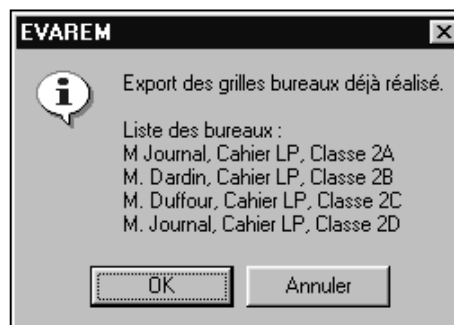 EVAREM
Export des grilles bureaux déjà réalisé.
Liste des bureaux :
M Journal, Cahier LP, Classe 2A
M. Dardin, Cahier LP, Classe 2B
M. Duffour, Cahier LP, Classe 2C
M. Journal, Cahier LP, Classe 2D
OK
Annuler